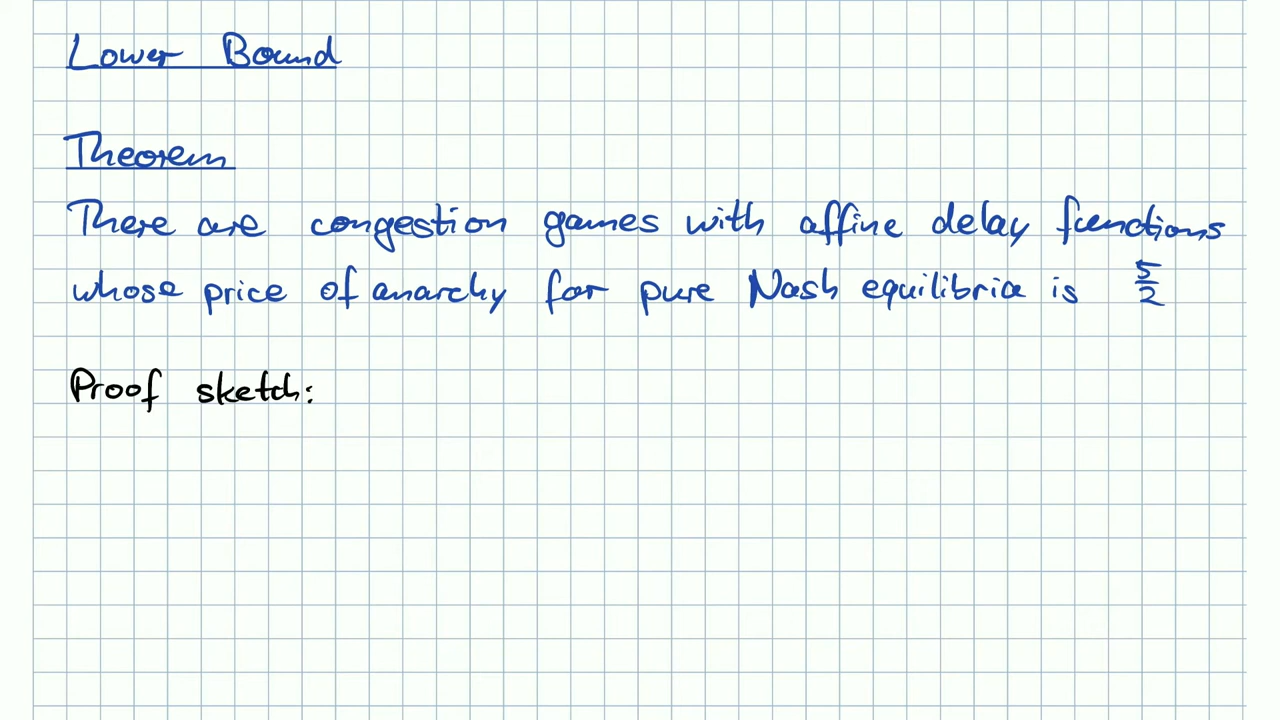 Lower Bound
Theorem
There are congestion games with affine delay functions
whose price of anarchy for pure Nash equilibria is 5/2
Proof sketch: